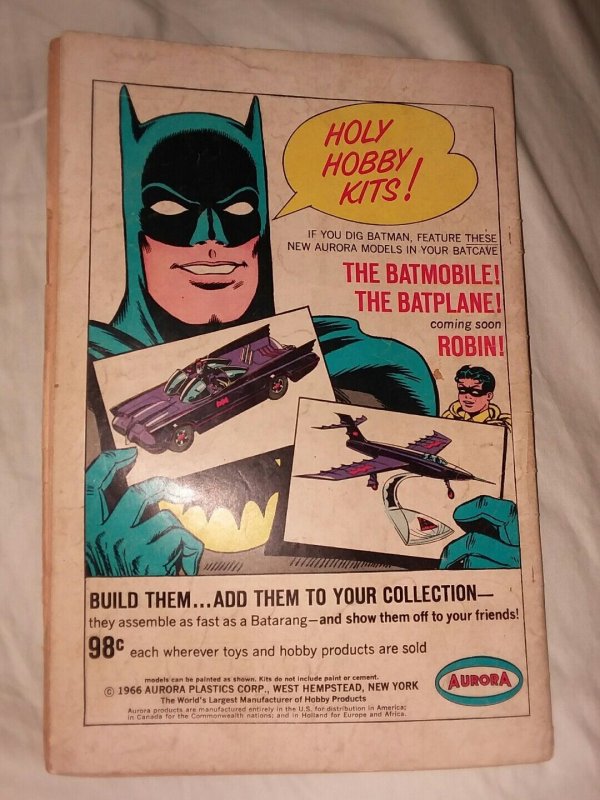 HOLY
HOBBY
KITS!
IF YOU DIG BATMAN, FEATURE THESE
NEW AURORA MODELS IN YOUR BATCAVE
THE BATMOBILE!
THE BATPLANE!
coming soon
ROBIN!
BUILD THEM...ADD THEM TO YOUR COLLECTION—
they assemble as fast as a Batarang—and show them off to your friends!
98c each wherever toys and hobby products are sold
models can be painted as shown. Kits do not include paint or cement.
© 1966 AURORA PLASTICS CORP., WEST HEMPSTEAD, NEW YORK
The World's Largest Manufacturer of Hobby Products
Aurora products are manufactured entirely in the U.S. for distribution in America;
in Canada for the Commonwealth nations; and in Holland for Europe and Africa.
AURORA